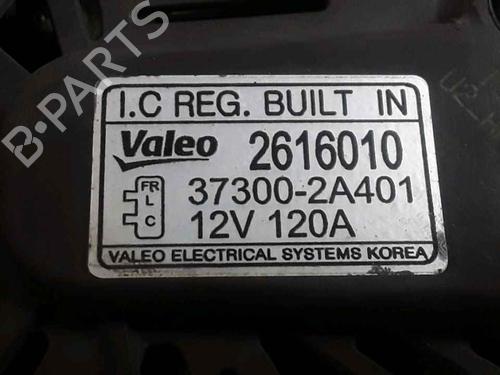 B-PARTS
I.C REG. BUILT IN
Valeo 2616010
FR
L
C
37300-2A401
12V 120A
VALEO ELECTRICAL SYSTEMS KOREA